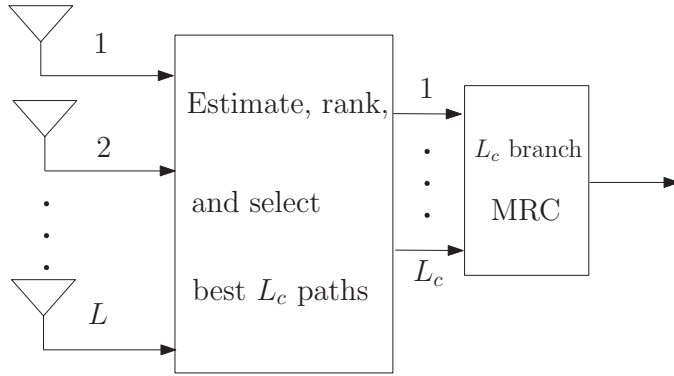 1
2
L
Estimate, rank,
and select
best L_c paths
1
L_c
L_c branch
MRC